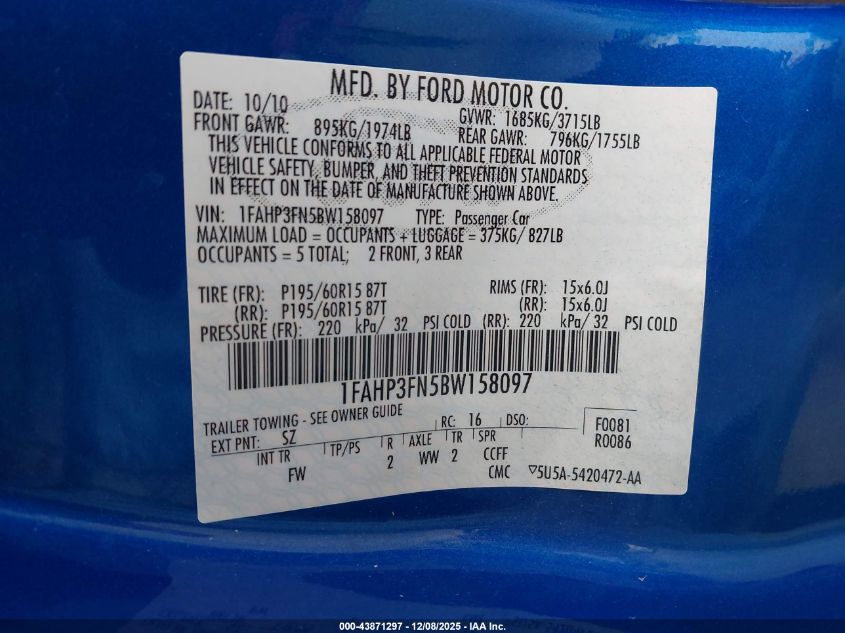 MFD. BY FORD MOTOR CO.
DATE: 10/10 GVWR: 1685KG/3715LB
FRONT GAWR: 895KG/1974LB REAR GAWR: 796KG/1755LB
THIS VEHICLE CONFORMS TO ALL APPLICABLE FEDERAL MOTOR
VEHICLE SAFETY, BUMPER, AND THEFT PREVENTION STANDARDS
IN EFFECT ON THE DATE OF MANUFACTURE SHOWN ABOVE.
VIN: 1FAHP3FN5BW158097 TYPE: Passenger Car
MAXIMUM LOAD = OCCUPANTS + LUGGAGE = 375KG/ 827LB
OCCUPANTS = 5 TOTAL; 2 FRONT, 3 REAR
TIRE (FR): P195/60R15 87T RIMS (FR): 15x6.0J
(RR): P195/60R15 87T (RR): 15x6.0J
PRESSURE (FR): 220 kPa/ 32 PSI COLD (RR): 220 kPa/ 32 PSI COLD
1FAHP3FN5BW158097
TRAILER TOWING - SEE OWNER GUIDE
EXT PNT: SZ RC: 16 DSO: F0081
R0086
INT TR TP/PS R AXLE TR SPR
FW 2 WW 2 CCFF
CMC ▽5U5A-5420472-AA
000-43871297 - 12/08/2025 - IAA Inc.